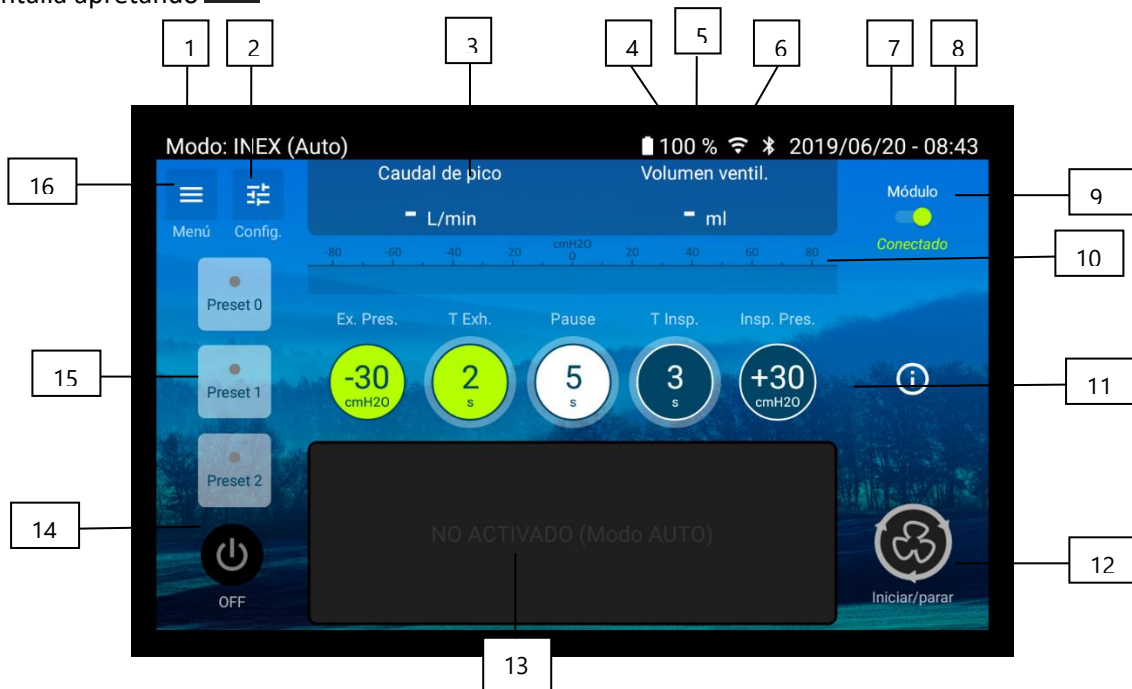 ntalla apretando
1 2 3 4 5 6 7 8
Modo: INEX (Auto) 100 % 2019/06/20 - 08:43
16
Caudal de pico Volumen ventil.
Módulo
9
- L/min - ml
Menú Config.
Conectado
cmH2O
-80 -60 -40 -20 0 20 40 60 80
10
Preset 0
Ex. Pres. T Exh. Pause T Insp. Insp. Pres.
15
Preset 1
-30 2 5 3 +30
cmH2O s s s cmH2O
11
Preset 2
14
NO ACTIVADO (Modo AUTO)
12
OFF
Iniciar/parar
13